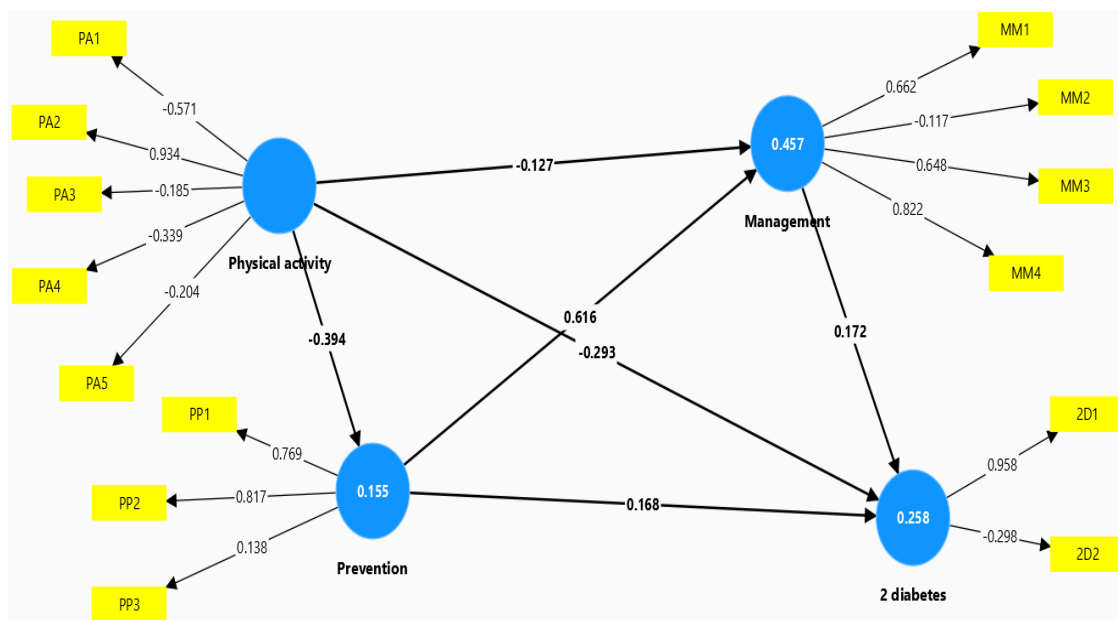 PA1
-0.571
PA2
0.934
PA3
-0.185
PA4
-0.339
PA5
-0.204
Physical activity
-0.127
-0.394
0.616
-0.293
MM1
0.662
MM2
-0.117
MM3
0.648
MM4
0.822
0.457
Management
0.172
PP1
0.769
PP2
0.817
PP3
0.138
0.155
Prevention
0.168
2D1
0.958
2D2
-0.298
0.258
2 diabetes